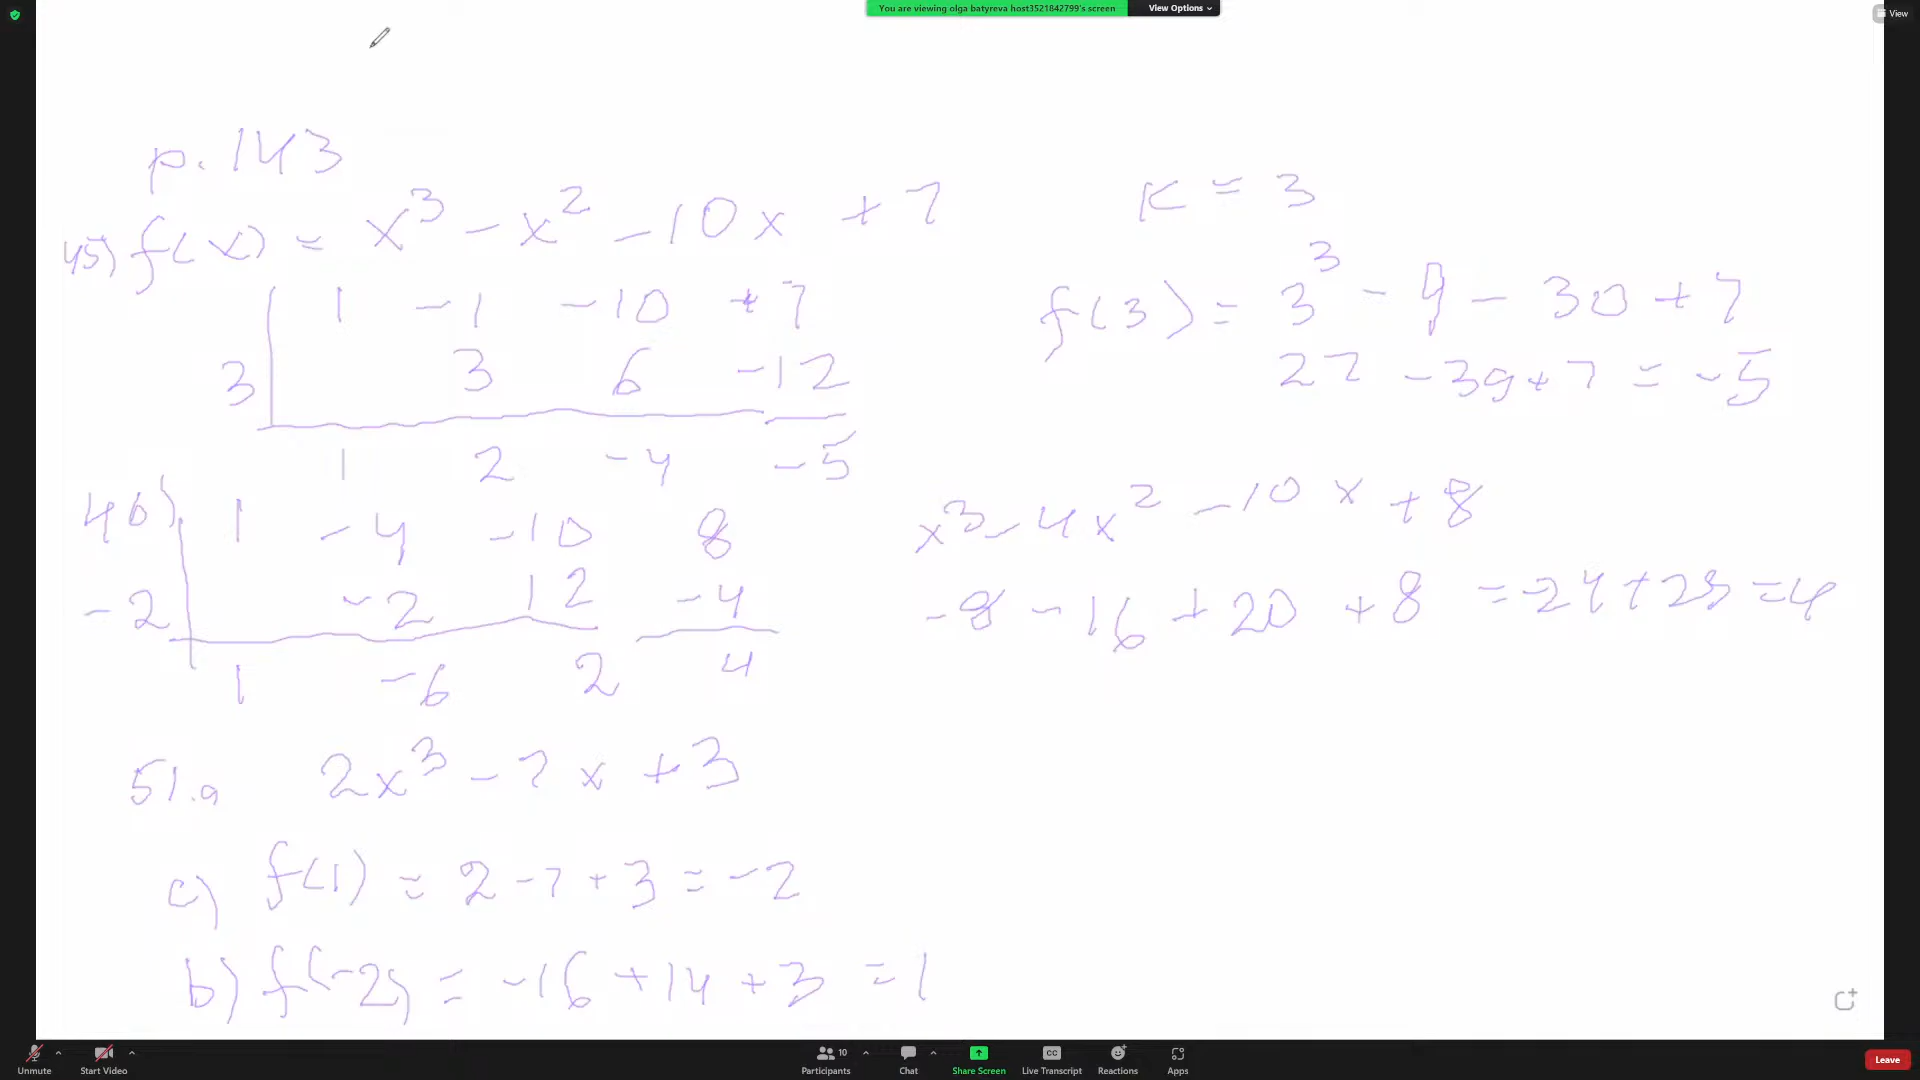 You are viewing olga batyreva host3521842799's screen
View Options
View
p. 143
45) f(x) = x³ - x² - 10x + 7
1 -1 -10 +7
3 3 6 -12
1 2 -4 -5
K = 3
f(3) = 3³ - 9 - 30 + 7
27 - 39 + 7 = -5
46) 1 -4 -10 8
-2 -2 12 -4
1 -6 2 4
x³ - 4x² - 10x + 8
-8 - 16 + 20 + 8 = -24 + 28 = 4
51.a 2x³ - 7x + 3
c) f(1) = 2 - 7 + 3 = -2
b) f(-2) = -16 + 14 + 3 = 1
Unmute
Start Video
10
Participants
Chat
Share Screen
CC
Live Transcript
Reactions
Apps
Leave